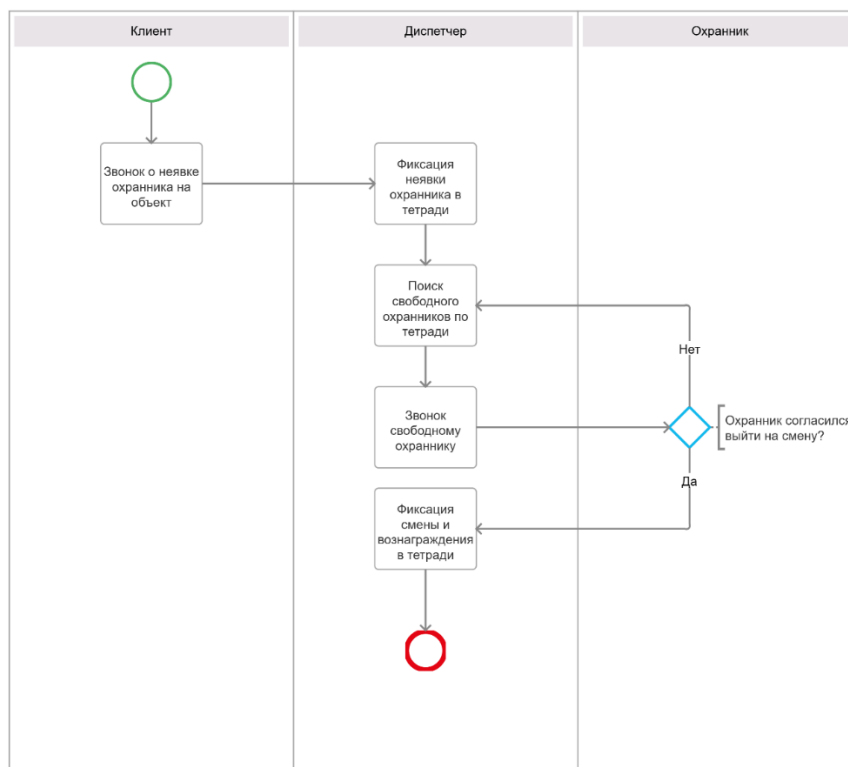 Клиент
Диспетчер
Охранник
Звонок о неявке
охранника на
объект
Фиксация
неявки
охранника в
тетради
Поиск
свободного
охранников по
тетради
Нет
Звонок
свободному
охраннику
Охранник согласился
выйти на смену?
Да
Фиксация
смены и
вознаграждения
в тетради